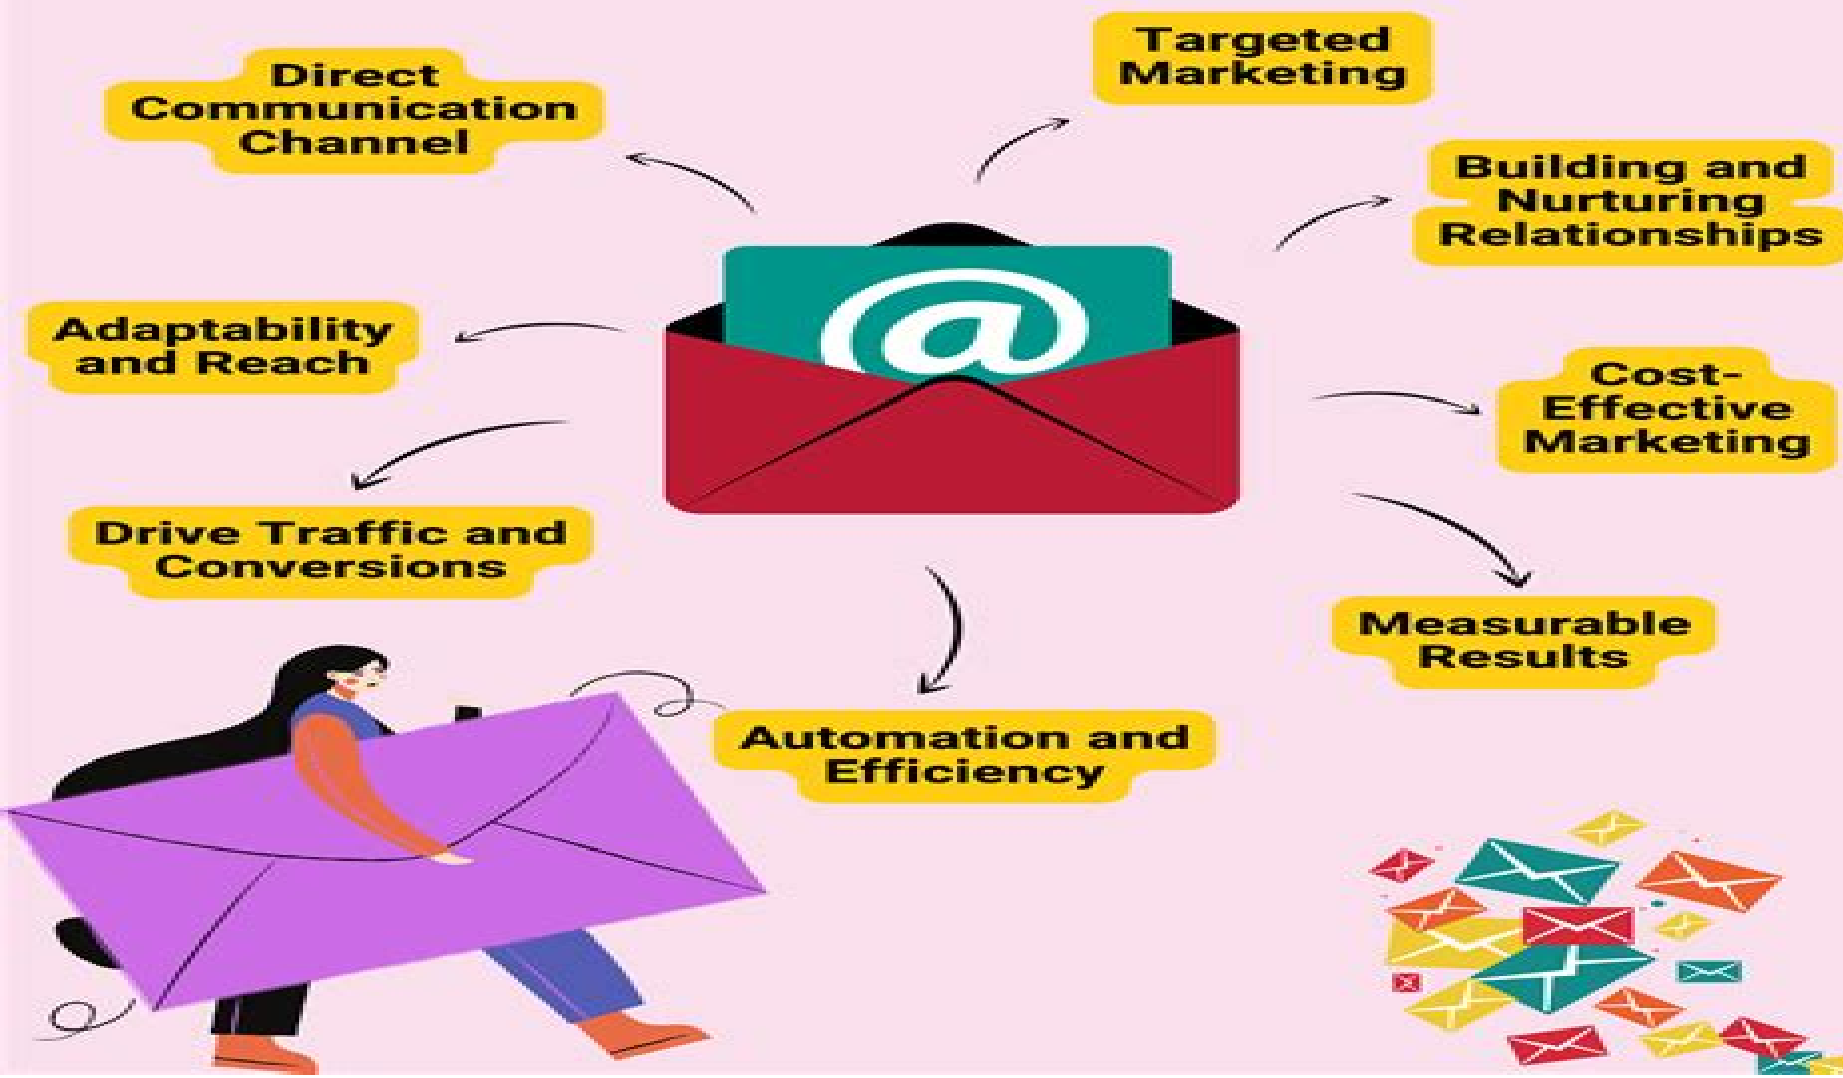 Direct
Communication
Channel
Targeted
Marketing
Building and
Nurturing
Relationships
Adaptability
and Reach
@
Cost-
Effective
Marketing
Drive Traffic and
Conversions
Measurable
Results
Automation and
Efficiency